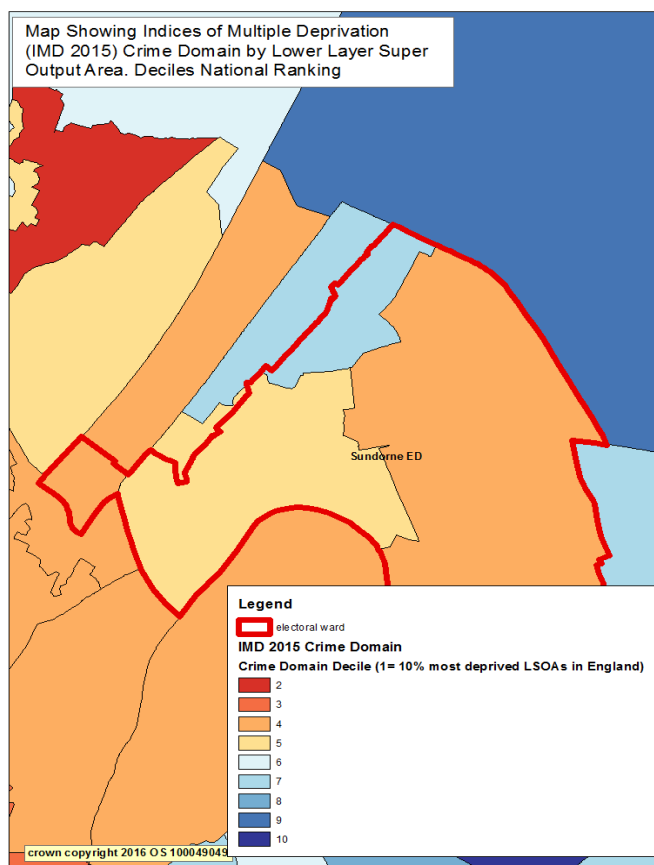 Map Showing Indices of Multiple Deprivation
(IMD 2015) Crime Domain by Lower Layer Super
Output Area. Deciles National Ranking
Sundorne ED
Legend
electoral ward
IMD 2015 Crime Domain
Crime Domain Decile (1= 10% most deprived LSOAs in England)
2
3
4
5
6
7
8
9
10
crown copyright 2016 OS 100049049